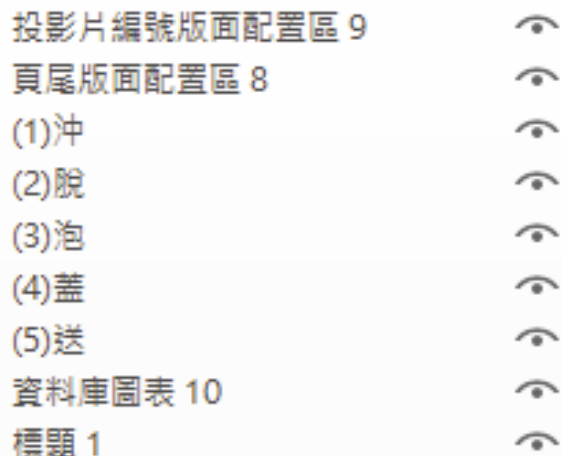 投影片編號版面配置區 9
頁尾版面配置區 8
(1)沖
(2)脫
(3)泡
(4)蓋
(5)送
資料庫圖表 10
標題 1